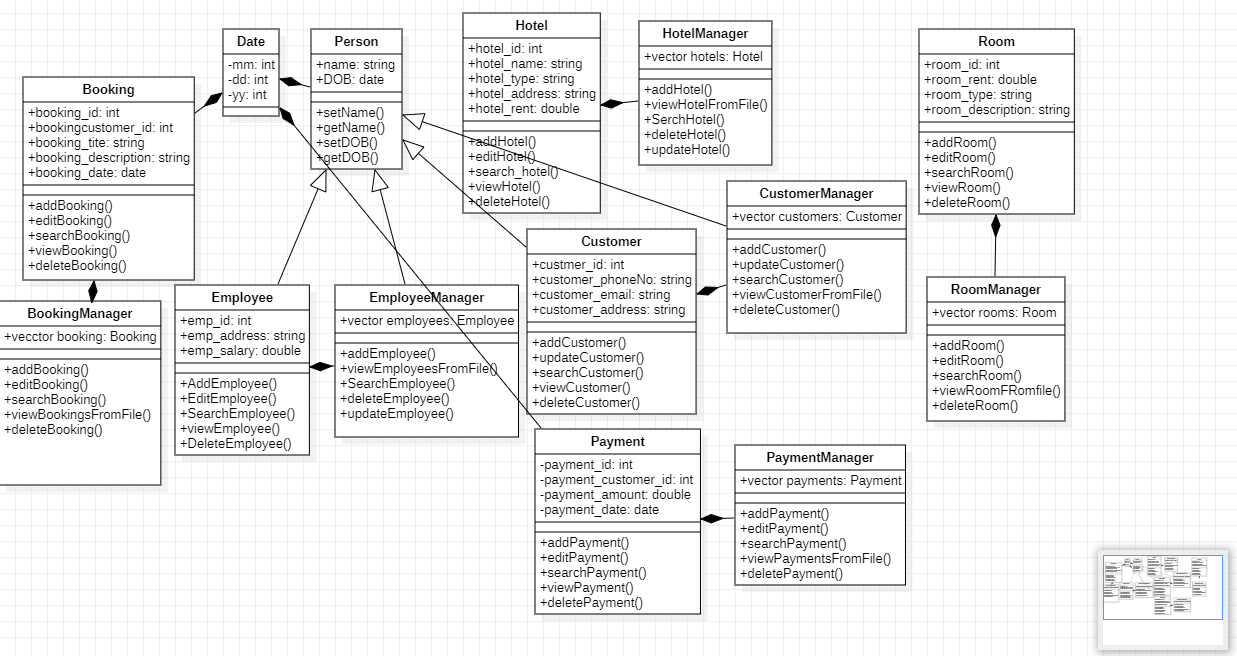 Date
-mm: int
-dd: int
-yy: int
Person
+name: string
+DOB: date
+setName()
+getName()
+setDOB()
+getDOB()
Hotel
+hotel_id: int
+hotel_name: string
+hotel_type: string
+hotel_address: string
+hotel_rent: double
+addHotel()
+editHotel()
+search_hotel()
+viewHotel()
+deleteHotel()
HotelManager
+vector hotels: Hotel
+addHotel()
+viewHotelFromFile()
+SerchHotel()
+deleteHotel()
+updateHotel()
Room
+room_id: int
+room_rent: double
+room_type: string
+room_description: string
+addRoom()
+editRoom()
+searchRoom()
+viewRoom()
+deleteRoom()
Booking
+booking_id: int
+bookingcustomer_id: int
+booking_tite: string
+booking_description: string
+booking_date: date
+addBooking()
+editBooking()
+searchBooking()
+viewBooking()
+deleteBooking()
CustomerManager
+vector customers: Customer
+addCustomer()
+updateCustomer()
+searchCustomer()
+viewCustomerFromFile()
+deleteCustomer()
Customer
+custmer_id: int
+customer_phoneNo: string
+customer_email: string
+customer_address: string
+addCustomer()
+updateCustomer()
+searchCustomer()
+viewCustomer()
+deleteCustomer()
RoomManager
+vector rooms: Room
+addRoom()
+editRoom()
+searchRoom()
+viewRoomFRomfile()
+deleteRoom()
BookingManager
+vecctor booking: Booking
+addBooking()
+editBooking()
+searchBooking()
+viewBookingsFromFile()
+deleteBooking()
Employee
+emp_id: int
+emp_address: string
+emp_salary: double
+AddEmployee()
+EditEmployee()
+SearchEmployee()
+viewEmployee()
+DeleteEmployee()
EmployeeManager
+vector employees: Employee
+addEmployee()
+viewEmployeesFromFile()
+SearchEmployee()
+deleteEmployee()
+updateEmployee()
Payment
-payment_id: int
-payment_customer_id: int
-payment_amount: double
-payment_date: date
+addPayment()
+editPayment()
+searchPayment()
+viewPayment()
+deletePayment()
PaymentManager
+vector payments: Payment
+addPayment()
+editPayment()
+searchPayment()
+viewPaymentsFromFile()
+deletePayment()